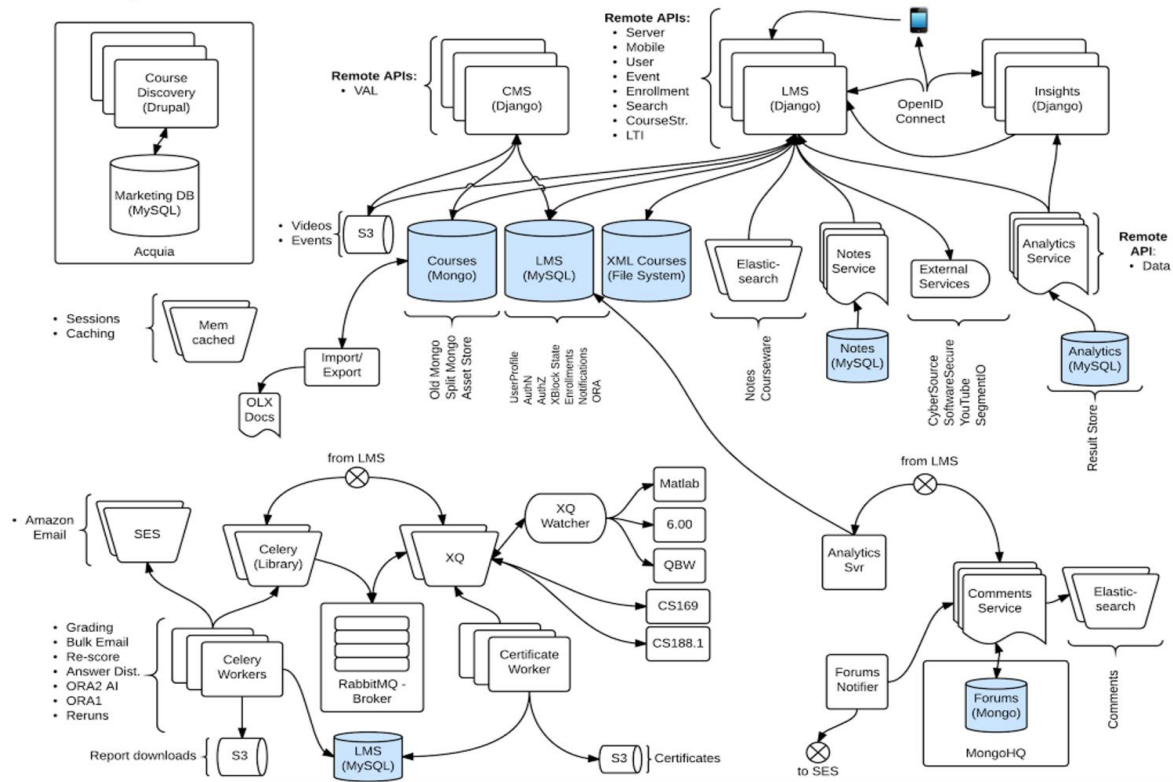 Course
Discovery
(Drupal)
Marketing DB
(MySQL)
Acquia
Remote APIs:
• VAL
CMS
(Django)
Remote APIs:
• Server
• Mobile
• User
• Event
• Enrollment
• Search
• CourseStr.
• LTI
LMS
(Django)
OpenID
Connect
Insights
(Django)
• Videos
• Events
S3
Courses
(Mongo)
LMS
(MySQL)
XML Courses
(File System)
Elastic-
search
Notes
Service
External
Services
Analytics
Service
Remote
API:
• Data
• Sessions
• Caching
Mem
cached
Import/
Export
OLX
Docs
Old Mongo
Split Mongo
Asset Store
UserProfile
AuthN
AuthZ
XBlock State
Enrollments
Notifications
ORA
Notes
Courseware
Notes
(MySQL)
CyberSource
SoftwareSecure
YouTube
SegmentIO
Analytics
(MySQL)
Result Store
from LMS
• Amazon
Email
SES
Celery
(Library)
XQ
XQ
Watcher
Matlab
6.00
QBW
CS169
CS188.1
• Grading
• Bulk Email
• Re-score
• Answer Dist.
• ORA2 AI
• ORA1
• Reruns
Celery
Workers
RabbitMQ -
Broker
Certificate
Worker
Report downloads
S3
LMS
(MySQL)
S3
Certificates
from LMS
Analytics
Svr
Comments
Service
Elastic-
search
Comments
Forums
Notifier
Forums
(Mongo)
MongoHQ
to SES